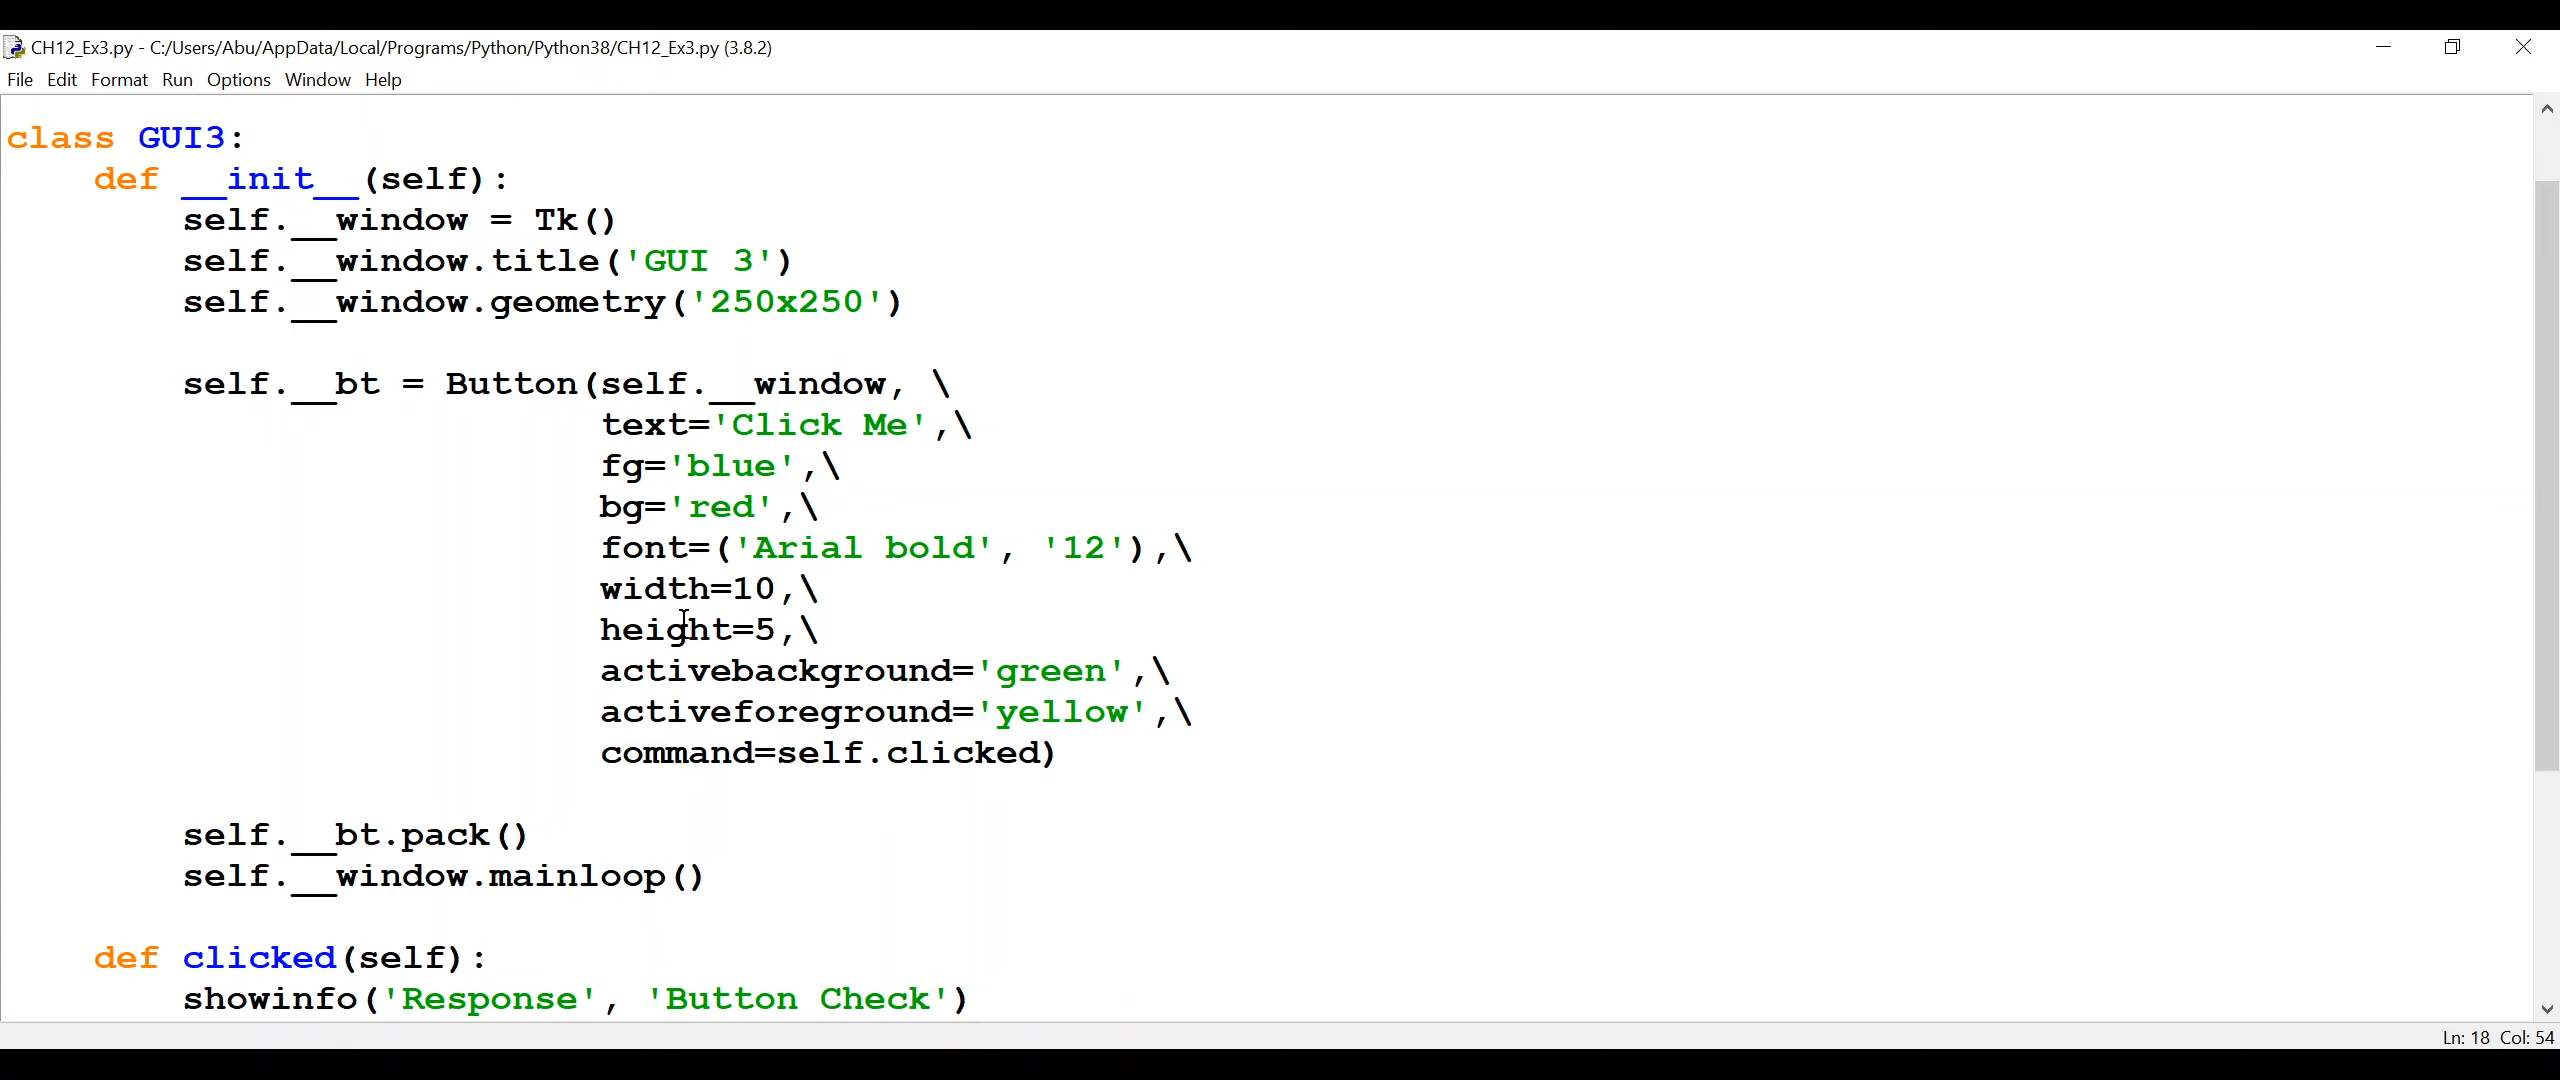 CH12_Ex3.py - C:/Users/Abu/AppData/Local/Programs/Python/Python38/CH12_Ex3.py (3.8.2)
File Edit Format Run Options Window Help
class GUI3:
    def __init__(self):
        self.__window = Tk()
        self.__window.title('GUI 3')
        self.__window.geometry('250x250')
        self.__bt = Button(self.__window, \
                           text='Click Me',\
                           fg='blue',\
                           bg='red',\
                           font=('Arial bold', '12'),\
                           width=10,\
                           height=5,\
                           activebackground='green',\
                           activeforeground='yellow',\
                           command=self.clicked)
        self.__bt.pack()
        self.__window.mainloop()
    def clicked(self):
        showinfo('Response', 'Button Check')
Ln: 18 Col: 54